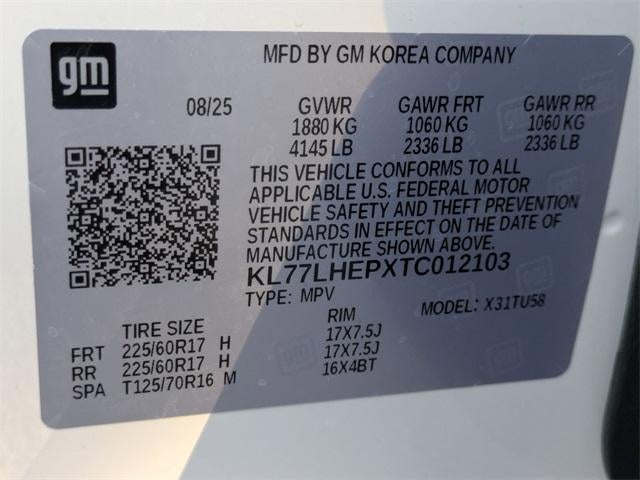 gm
MFD BY GM KOREA COMPANY
08/25 GVWR GAWR FRT GAWR RR
1880 KG 1060 KG 1060 KG
4145 LB 2336 LB 2336 LB
THIS VEHICLE CONFORMS TO ALL
APPLICABLE U.S. FEDERAL MOTOR
VEHICLE SAFETY AND THEFT PREVENTION
STANDARDS IN EFFECT ON THE DATE OF
MANUFACTURE SHOWN ABOVE.
KL77LHEPXTC012103
TYPE: MPV MODEL: X31TU58
TIRE SIZE RIM
FRT 225/60R17 H 17X7.5J
RR 225/60R17 H 17X7.5J
SPA T125/70R16 M 16X4BT